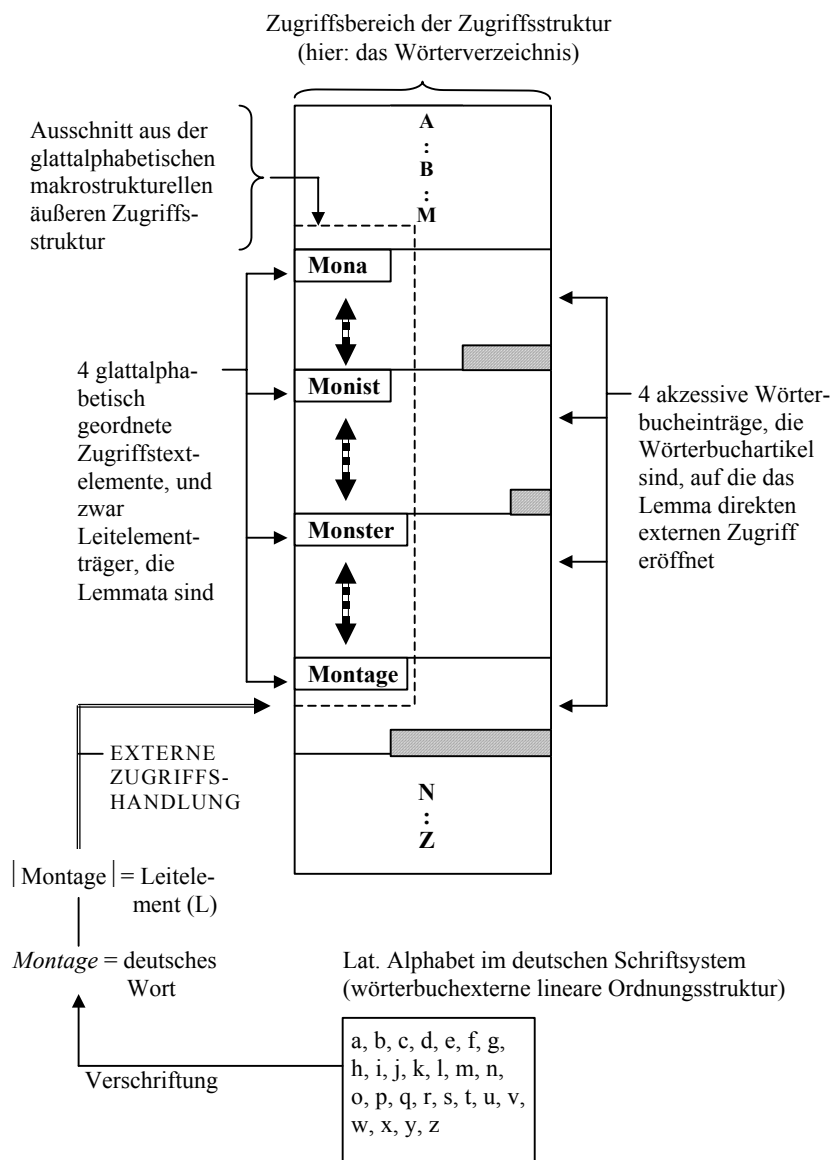 Zugriffsbereich der Zugriffsstruktur
(hier: das Wörterverzeichnis)
Ausschnitt aus der
glattalphabetischen
makrostrukturellen
äußeren Zugriffs-
struktur
A
:
B
:
M
Mona
Monist
Monster
Montage
4 glattalpha-
betisch
geordnete
Zugriffstext-
elemente, und
zwar
Leitelement-
träger, die
Lemmata sind
4 akzessive Wörter-
bucheinträge, die
Wörterbuchartikel
sind, auf die das
Lemma direkten
externen Zugriff
eröffnet
EXTERNE
ZUGRIFFS-
HANDLUNG
N
:
Z
|Montage| = Leitele-
ment (L)
Montage = deutsches
Wort
Lat. Alphabet im deutschen Schriftsystem
(wörterbuchexterne lineare Ordnungsstruktur)
a, b, c, d, e, f, g,
h, i, j, k, l, m, n,
o, p, q, r, s, t, u, v,
w, x, y, z
Verschriftung